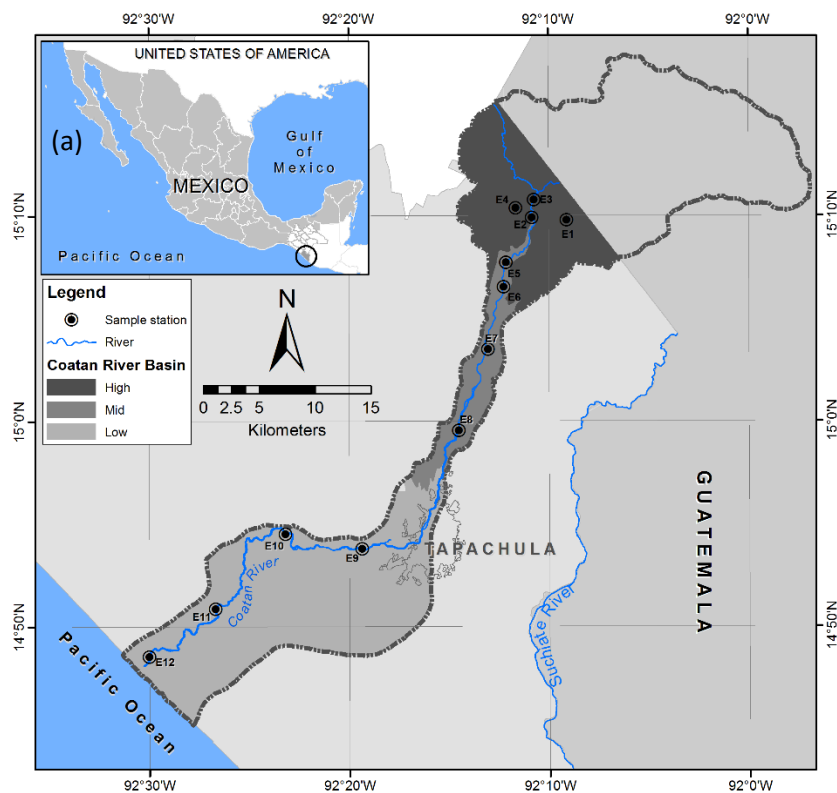 92°30'W 92°20'W 92°10'W 92°0'W
UNITED STATES OF AMERICA
(a)
Gulf
of
Mexico
MEXICO
Pacific Ocean
15°10'N
15°10'N
Legend
Sample station
River
Coatan River Basin
High
Mid
Low
N
0 2.5 5 10 15
Kilometers
E4
E3
E2
E1
E5
E6
E7
E8
15°0'N
15°0'N
GUATEMALA
TAPACHULA
E10
E9
Coatan River
Suchiate River
E11
E12
14°50'N
14°50'N
Pacific Ocean
92°30'W 92°20'W 92°10'W 92°0'W